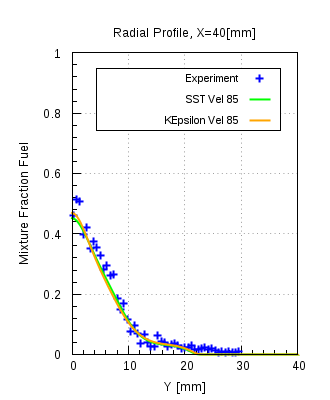 Radial Profile, X=40[mm]
1
Experiment
SST Vel 85
KEpsilon Vel 85
0.8
0.6
0.4
0.2
0
0 10 20 30 40
Mixture Fraction Fuel
Y [mm]